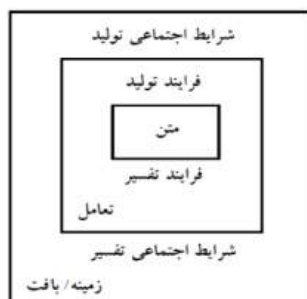 شرایط اجتماعی تولید
فرایند تولید
متن
فرایند تفسیر
تعامل
شرایط اجتماعی تفسیر
زمینه/ بافت